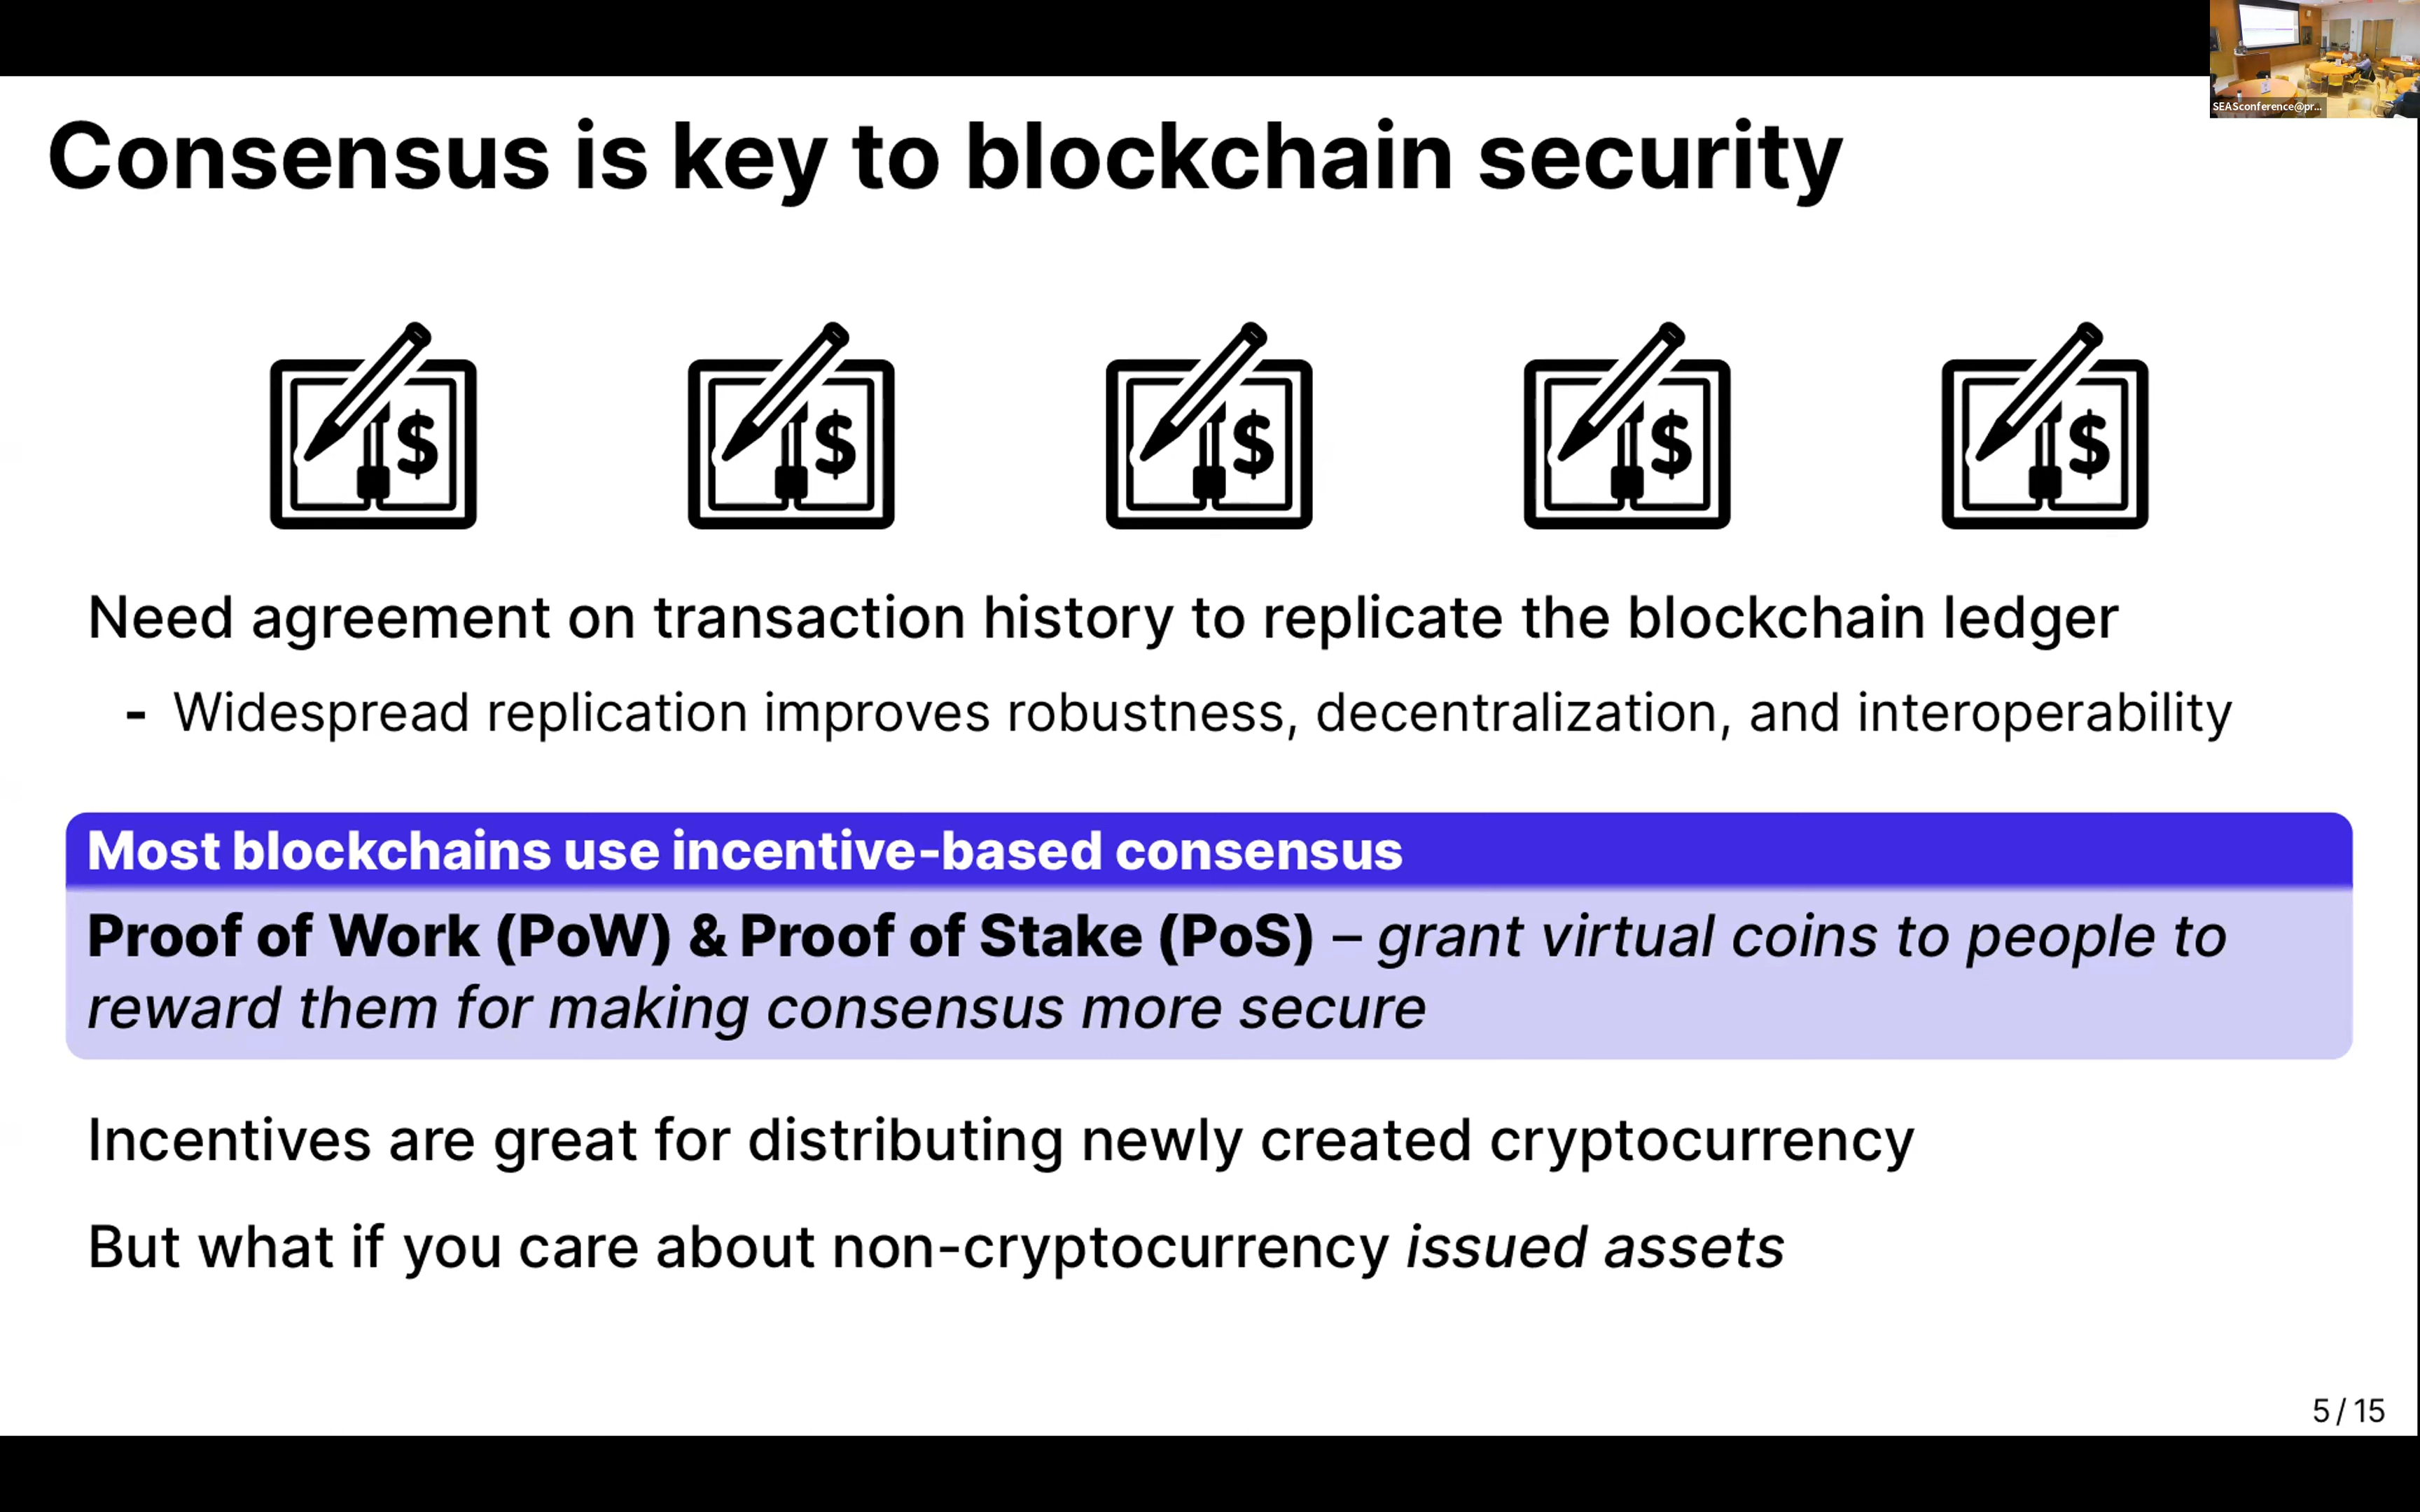 SEASconference@pr...
Consensus is key to blockchain security
$ $ $ $ $
Need agreement on transaction history to replicate the blockchain ledger
- Widespread replication improves robustness, decentralization, and interoperability
Most blockchains use incentive-based consensus
Proof of Work (PoW) & Proof of Stake (PoS) – grant virtual coins to people to
reward them for making consensus more secure
Incentives are great for distributing newly created cryptocurrency
But what if you care about non-cryptocurrency issued assets
5 / 15